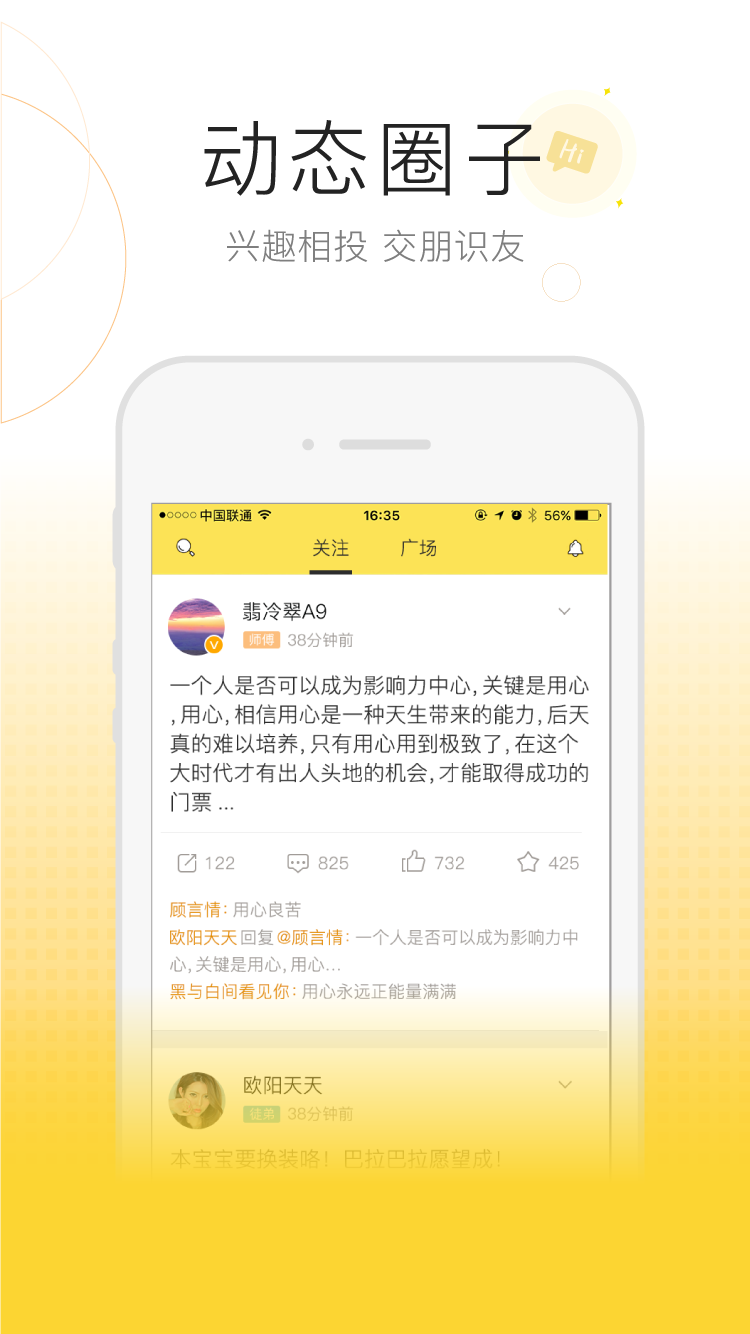 动态圈子
Hi
兴趣相投 交朋识友
中国联通 16:35 56%
关注 广场
翡冷翠A9
V
师傅 38分钟前
一个人是否可以成为影响力中心,关键是用心
,用心,相信用心是一种天生带来的能力,后天
真的难以培养,只有用心用到极致了,在这个
大时代才有出人头地的机会,才能取得成功的
门票 ...
122 825 732 425
顾言情:用心良苦
欧阳天天回复@顾言情:一个人是否可以成为影响力中
心,关键是用心,用心...
黑与白间看见你:用心永远正能量满满
欧阳天天
徒弟 38分钟前
本宝宝要换装咯！巴拉巴拉愿望成！